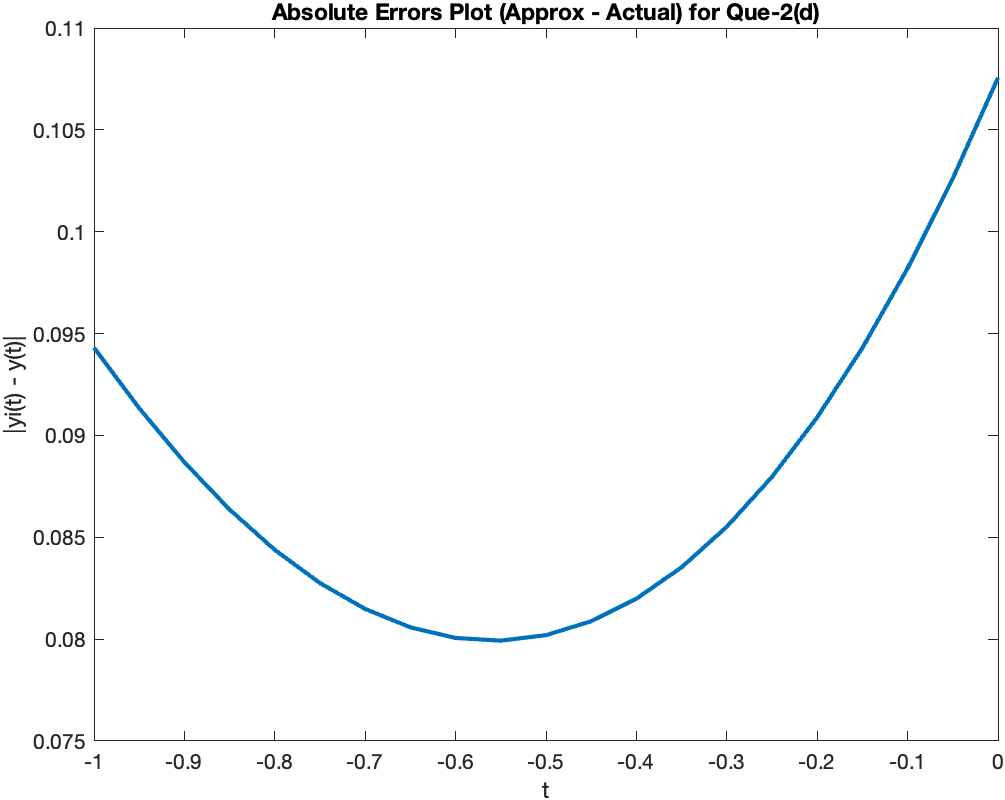 Absolute Errors Plot (Approx - Actual) for Que-2(d)
0.11
0.105
0.1
0.095
0.09
0.085
0.08
0.075
|yi(t) - y(t)|
-1 -0.9 -0.8 -0.7 -0.6 -0.5 -0.4 -0.3 -0.2 -0.1 0
t